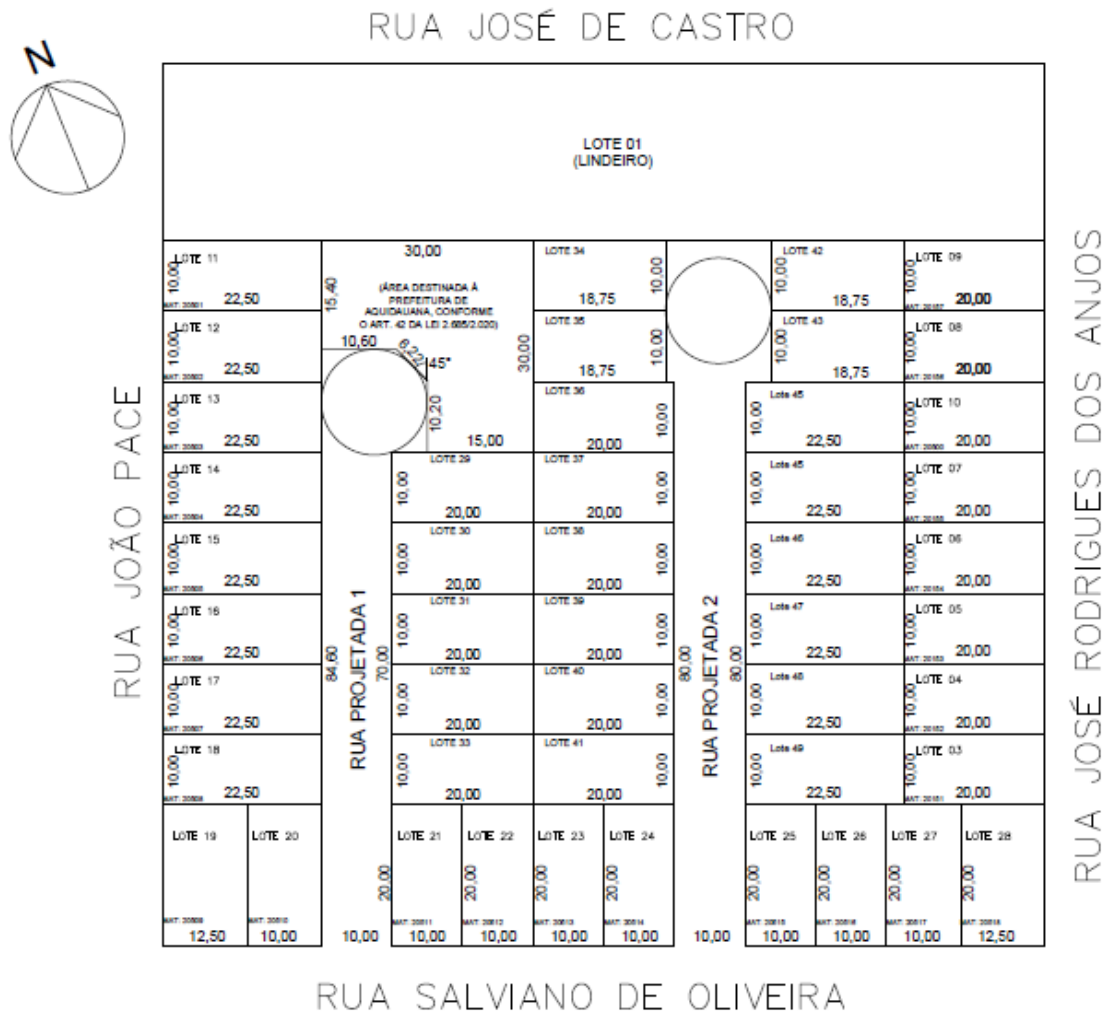 RUA JOSÉ DE CASTRO
N
LOTE 01
(LINDEIRO)
RUA JOÃO PACE
RUA JOSÉ RODRIGUES DOS ANJOS
LOTE 11
10,00
22,50
30,00
15,40
(ÁREA DESTINADA À
PREFEITURA DE
AQUIDAUANA, CONFORME
O ART. 42 DA LEI 2.665/2.020)
LOTE 34
10,00
18,75
LOTE 42
10,00
18,75
LOTE 09
10,00
20,00
LOTE 12
10,00
22,50
10,60
6,22
45°
30,00
LOTE 35
10,00
18,75
LOTE 43
10,00
18,75
LOTE 08
10,00
20,00
LOTE 13
10,00
22,50
10,20
15,00
LOTE 36
10,00
20,00
Lote 45
10,00
22,50
LOTE 10
10,00
20,00
LOTE 14
10,00
22,50
LOTE 29
10,00
20,00
LOTE 37
10,00
20,00
Lote 45
10,00
22,50
LOTE 07
10,00
20,00
LOTE 15
10,00
22,50
LOTE 30
10,00
20,00
LOTE 38
10,00
20,00
Lote 46
10,00
22,50
LOTE 06
10,00
20,00
LOTE 16
10,00
22,50
RUA PROJETADA 1
84,60
70,00
LOTE 31
10,00
20,00
LOTE 39
10,00
20,00
RUA PROJETADA 2
80,00
80,00
Lote 47
10,00
22,50
LOTE 05
10,00
20,00
LOTE 17
10,00
22,50
LOTE 32
10,00
20,00
LOTE 40
10,00
20,00
Lote 48
10,00
22,50
LOTE 04
10,00
20,00
LOTE 18
10,00
22,50
LOTE 33
10,00
20,00
LOTE 41
10,00
20,00
Lote 49
10,00
22,50
LOTE 03
10,00
20,00
LOTE 19
12,50
LOTE 20
10,00
10,00
20,00
LOTE 21
10,00
20,00
LOTE 22
10,00
20,00
LOTE 23
10,00
20,00
LOTE 24
10,00
10,00
LOTE 25
20,00
10,00
LOTE 26
20,00
10,00
LOTE 27
20,00
10,00
LOTE 28
20,00
12,50
RUA SALVIANO DE OLIVEIRA